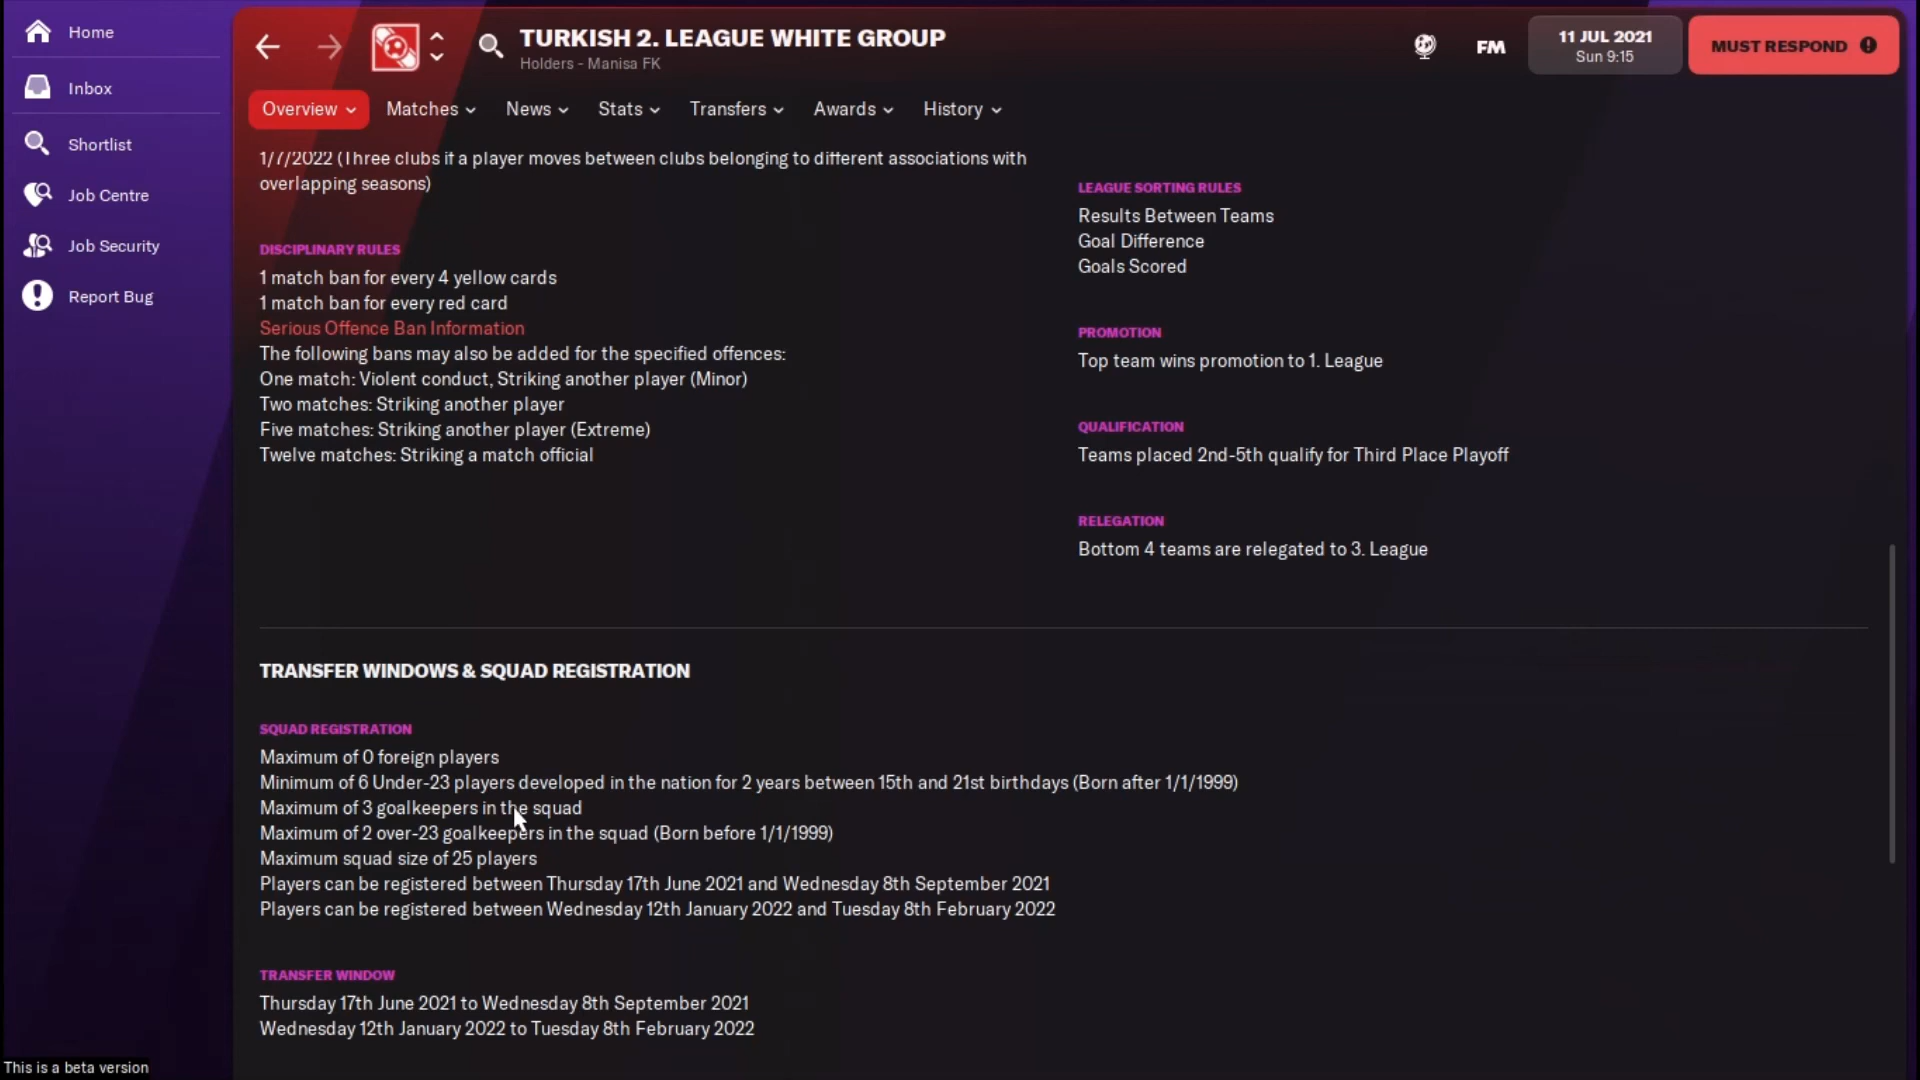 Home
Inbox
Shortlist
Job Centre
Job Security
Report Bug
TURKISH 2. LEAGUE WHITE GROUP
Holders - Manisa FK
FM
11 JUL 2021
Sun 9:15
MUST RESPOND
Overview
Matches
News
Stats
Transfers
Awards
History
1/7/2022 (Three clubs if a player moves between clubs belonging to different associations with
overlapping seasons)
DISCIPLINARY RULES
1 match ban for every 4 yellow cards
1 match ban for every red card
Serious Offence Ban Information
The following bans may also be added for the specified offences:
One match: Violent conduct, Striking another player (Minor)
Two matches: Striking another player
Five matches: Striking another player (Extreme)
Twelve matches: Striking a match official
LEAGUE SORTING RULES
Results Between Teams
Goal Difference
Goals Scored
PROMOTION
Top team wins promotion to 1. League
QUALIFICATION
Teams placed 2nd-5th qualify for Third Place Playoff
RELEGATION
Bottom 4 teams are relegated to 3. League
TRANSFER WINDOWS & SQUAD REGISTRATION
SQUAD REGISTRATION
Maximum of 0 foreign players
Minimum of 6 Under-23 players developed in the nation for 2 years between 15th and 21st birthdays (Born after 1/1/1999)
Maximum of 3 goalkeepers in the squad
Maximum of 2 over-23 goalkeepers in the squad (Born before 1/1/1999)
Maximum squad size of 25 players
Players can be registered between Thursday 17th June 2021 and Wednesday 8th September 2021
Players can be registered between Wednesday 12th January 2022 and Tuesday 8th February 2022
TRANSFER WINDOW
Thursday 17th June 2021 to Wednesday 8th September 2021
Wednesday 12th January 2022 to Tuesday 8th February 2022
This is a beta version